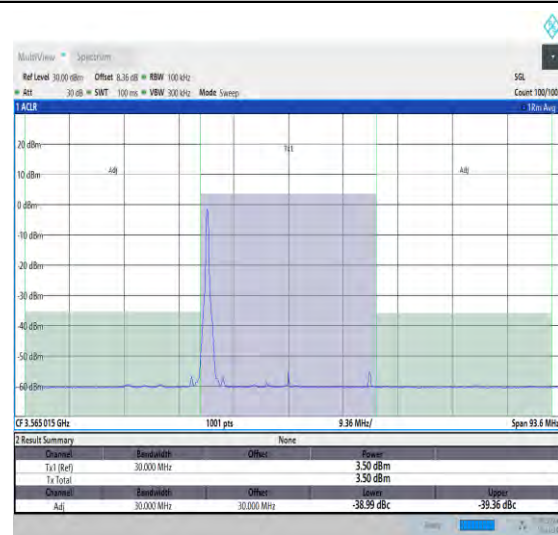 MultiView Spectrum
Ref Level 30.00 dBm Offset 8.36 dB RBW 100 kHz SGL
Att 30 dB SWT 100 ms VBW 300 kHz Mode Sweep Count 100/100
1 ACLR 1Rm Avg
20 dBm
Tx1
10 dBm Adj Adj
0 dBm
-10 dBm
-20 dBm
-30 dBm
-40 dBm
-50 dBm
-60 dBm
CF 3.565 015 GHz 1001 pts 9.36 MHz/ Span 93.6 MHz
2 Result Summary None
Channel Bandwidth Offset Power
Tx1 (Ref) 30.000 MHz 3.50 dBm
Tx Total 3.50 dBm
Channel Bandwidth Offset Lower Upper
Adj 30.000 MHz 30.000 MHz -38.99 dBc -39.36 dBc
Ready